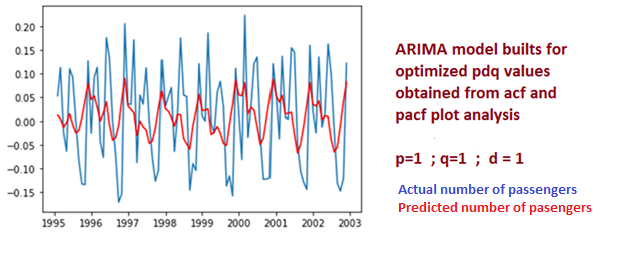 0.20
0.15
0.10
0.05
0.00
−0.05
−0.10
−0.15
1995 1996 1997 1998 1999 2000 2001 2002 2003
ARIMA model builts for
optimized pdq values
obtained from acf and
pacf plot analysis
p=1 ; q=1 ; d = 1
Actual number of passengers
Predicted number of pasengers